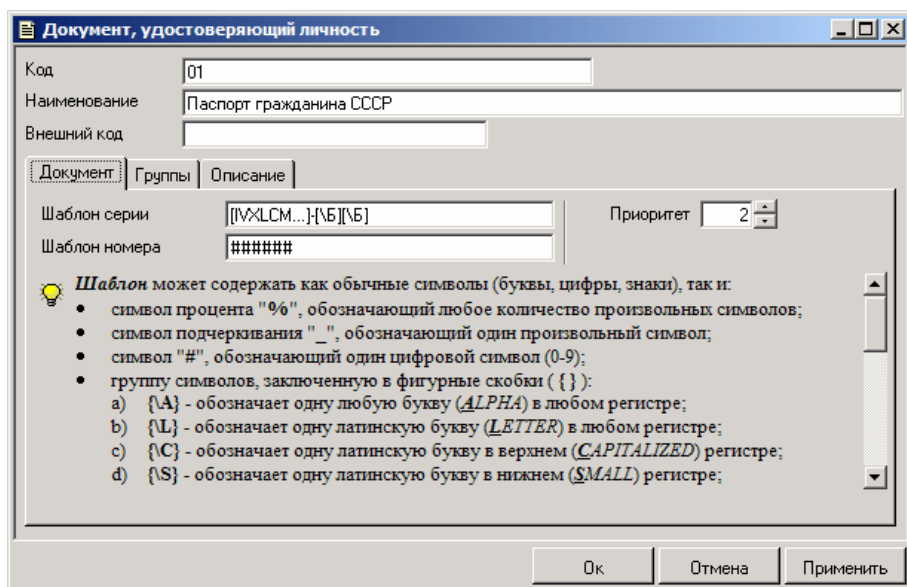 Документ, удостоверяющий личность
Код 01
Наименование Паспорт гражданина СССР
Внешний код
Документ Группы Описание
Шаблон серии [IVXLCM...]-[\Б][\Б] Приоритет 2
Шаблон номера ######
Шаблон может содержать как обычные символы (буквы, цифры, знаки), так и:
• символ процента "%", обозначающий любое количество произвольных символов;
• символ подчеркивания "_", обозначающий один произвольный символ;
• символ "#", обозначающий один цифровой символ (0-9);
• группу символов, заключенную в фигурные скобки ( { } ):
a) {\A} - обозначает одну любую букву (ALPHA) в любом регистре;
b) {\L} - обозначает одну латинскую букву (LETTER) в любом регистре;
c) {\C} - обозначает одну латинскую букву в верхнем (CAPITALIZED) регистре;
d) {\S} - обозначает одну латинскую букву в нижнем (SMALL) регистре;
Ок Отмена Применить